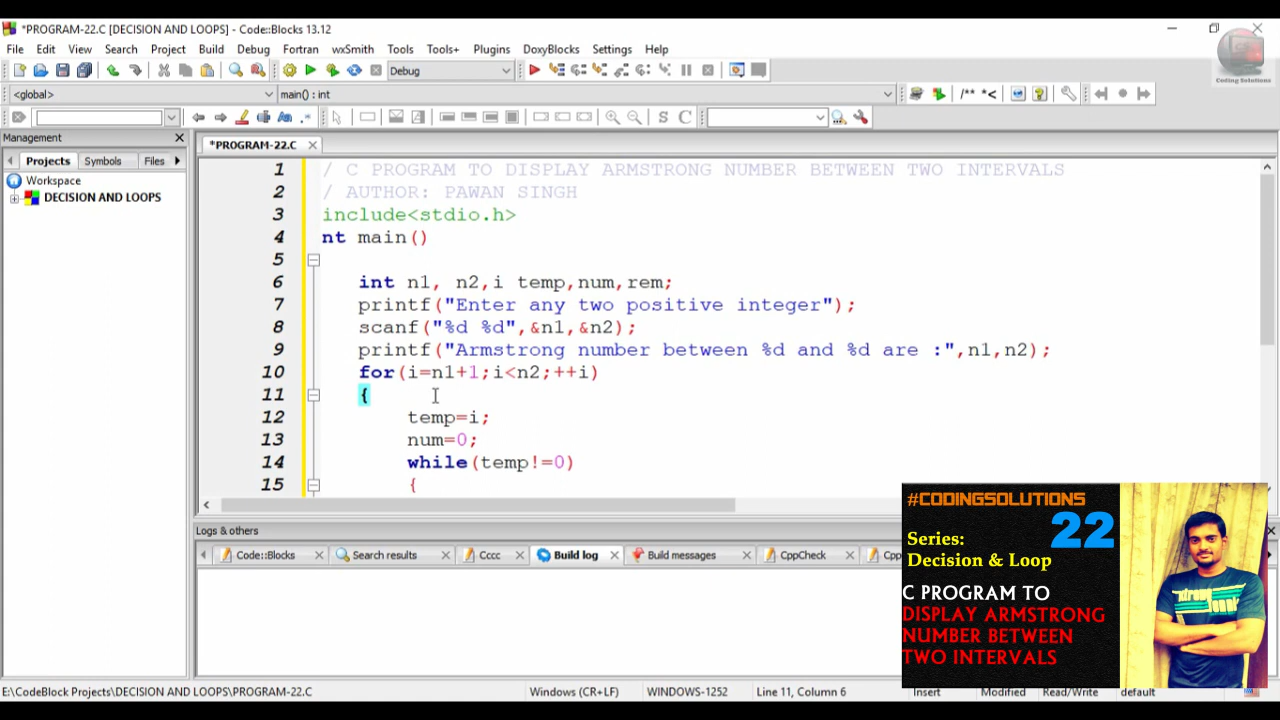 *PROGRAM-22.C [DECISION AND LOOPS] - Code::Blocks 13.12
File Edit View Search Project Build Debug Fortran wxSmith Tools Tools+ Plugins DoxyBlocks Settings Help
Coding Solutions
Debug
<global> main() : int
/** *<
S C
Management
*PROGRAM-22.C
Projects Symbols Files
Workspace
DECISION AND LOOPS
1 / C PROGRAM TO DISPLAY ARMSTRONG NUMBER BETWEEN TWO INTERVALS
2 / AUTHOR: PAWAN SINGH
3 include<stdio.h>
4 nt main()
5
6 int n1, n2,i temp,num,rem;
7 printf("Enter any two positive integer");
8 scanf("%d %d",&n1,&n2);
9 printf("Armstrong number between %d and %d are :",n1,n2);
10 for(i=n1+1;i<n2;++i)
11 {
12 temp=i;
13 num=0;
14 while(temp!=0)
15 {
Logs & others
Code::Blocks Search results Cccc Build log Build messages CppCheck Cpp
#CODINGSOLUTIONS
22
Series:
Decision & Loop
C PROGRAM TO
DISPLAY ARMSTRONG
NUMBER BETWEEN
TWO INTERVALS
E:\CodeBlock Projects\DECISION AND LOOPS\PROGRAM-22.C Windows (CR+LF) WINDOWS-1252 Line 11, Column 6 Insert Modified Read/Write default